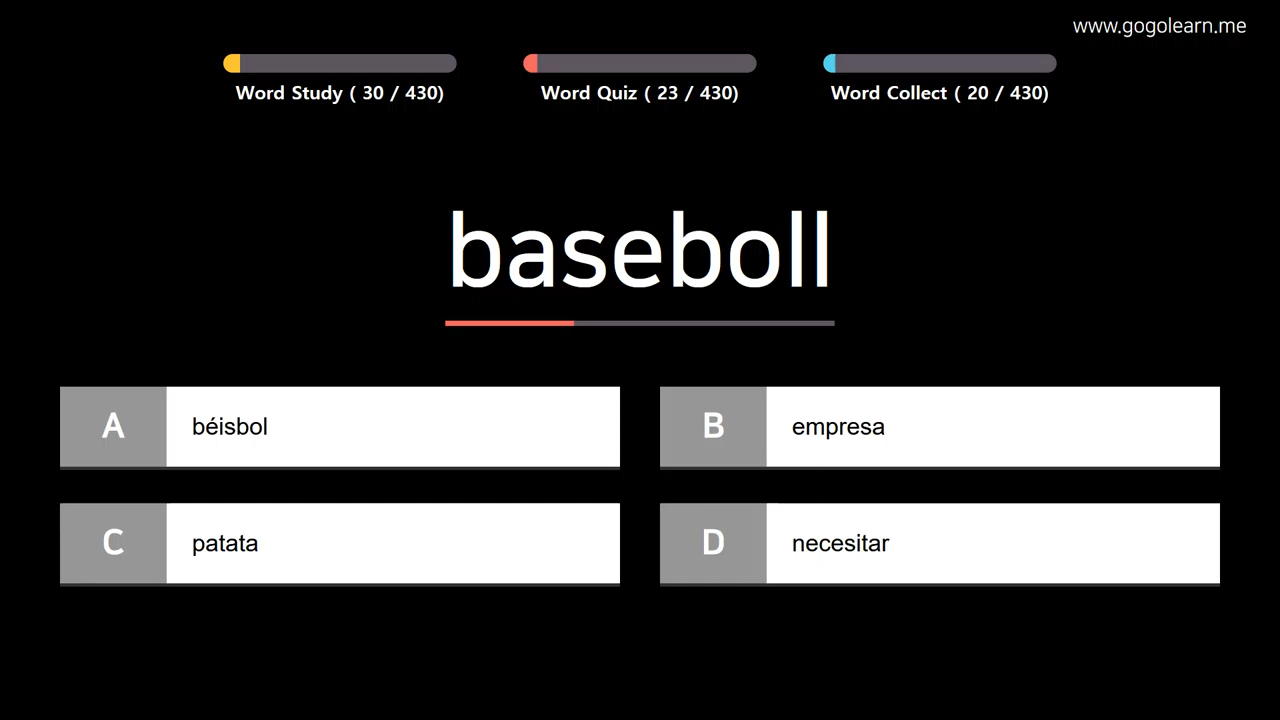 www.gogolearn.me
Word Study ( 30 / 430)
Word Quiz ( 23 / 430)
Word Collect ( 20 / 430)
baseboll
A béisbol
B empresa
C patata
D necesitar